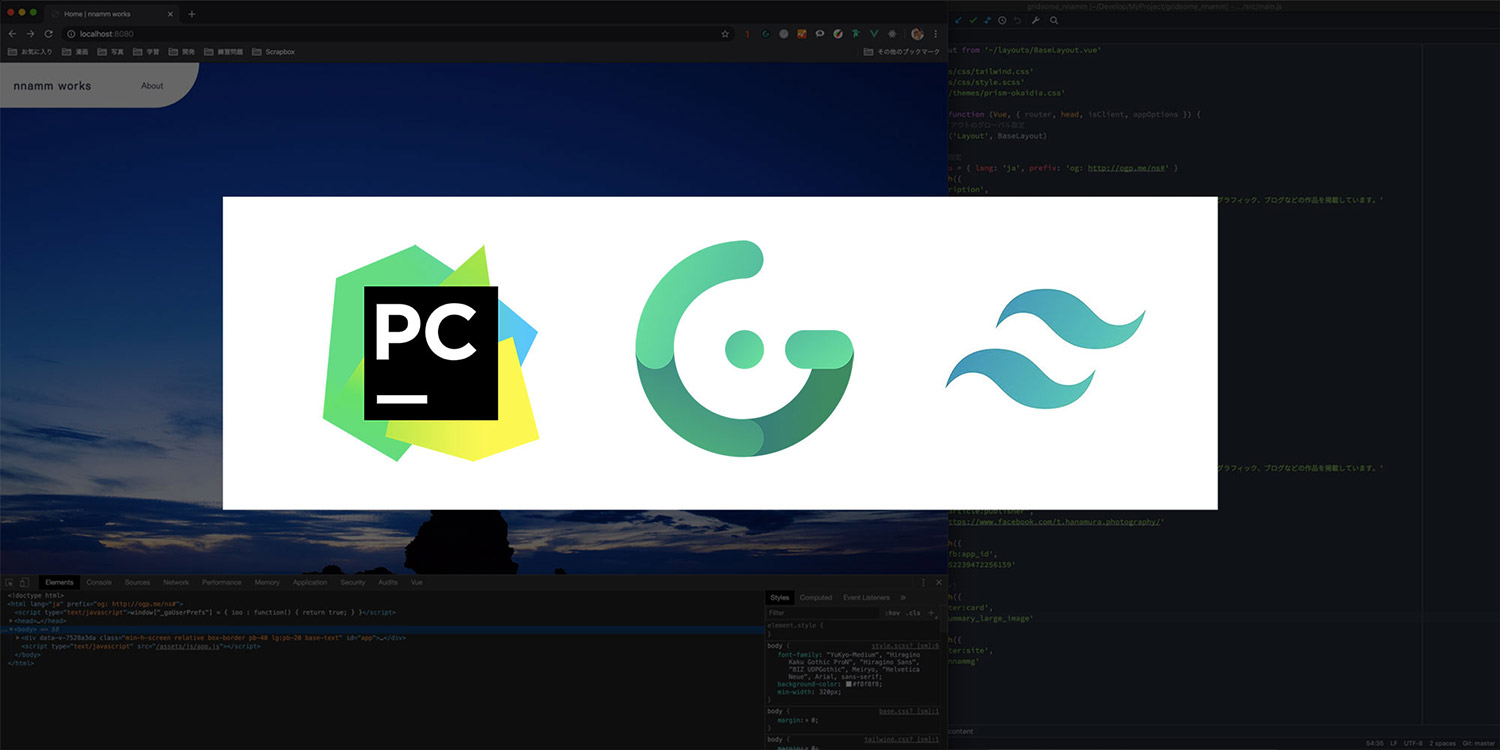 Home | nnamm works
gridsome_nnamm [~/Develop/MyProject/gridsome_nnamm] - .../src/main.js
localhost:8080
お気に入り
漫画
写真
学習
開発
練習問題
Scrapbox
その他のブックマーク
nnamm works
About
ut from '~/layouts/BaseLayout.vue'
s/css/tailwind.css'
s/css/style.scss'
/themes/prism-okaidia.css'
function (Vue, { router, head, isClient, appOptions }) {
アウトのグローバル設定
('Layout', BaseLayout)
設定
s = { lang: 'ja', prefix: 'og: http://ogp.me/ns#' }
h({
ription',
グラフィック、ブログなどの作品を掲載しています。'
PC
グラフィック、ブログなどの作品を掲載しています。'
article:publisher',
ttps://www.facebook.com/t.hanamura.photography/'
h({
fb:app_id',
52239472256159'
h({
ter:card',
ummary_large_image'
h({
ter:site',
nnammg'
content
54:35 LF UTF-8 2 spaces Git: master
Elements Console Sources Network Performance Memory Application Security Audits Vue
<!doctype html>
<html lang="ja" prefix="og: http://ogp.me/ns#">
<script type="text/javascript">window["_gaUserPrefs"] = { ioo : function() { return true; } }</script>
<head>…</head>
<body> == $0
<div data-v-7528a3da class="min-h-screen relative box-border pb-40 lg:pb-20 base-text" id="app">…</div>
<script type="text/javascript" src="/assets/js/app.js"></script>
</body>
</html>
Styles Computed Event Listeners »
Filter :hov .cls +
element.style {
}
body { style.scss? [sm]:6
font-family: "YuKyo-Medium", "Hiragino
Kaku Gothic ProN", "Hiragino Sans",
"BIZ UDPGothic", Meiryo, "Helvetica
Neue", Arial, sans-serif;
background-color: #f8f8f8;
min-width: 320px;
}
body { base.css? [sm]:1
margin: 0;
}
body { tailwind.css? [sm]:1
margin: 0;